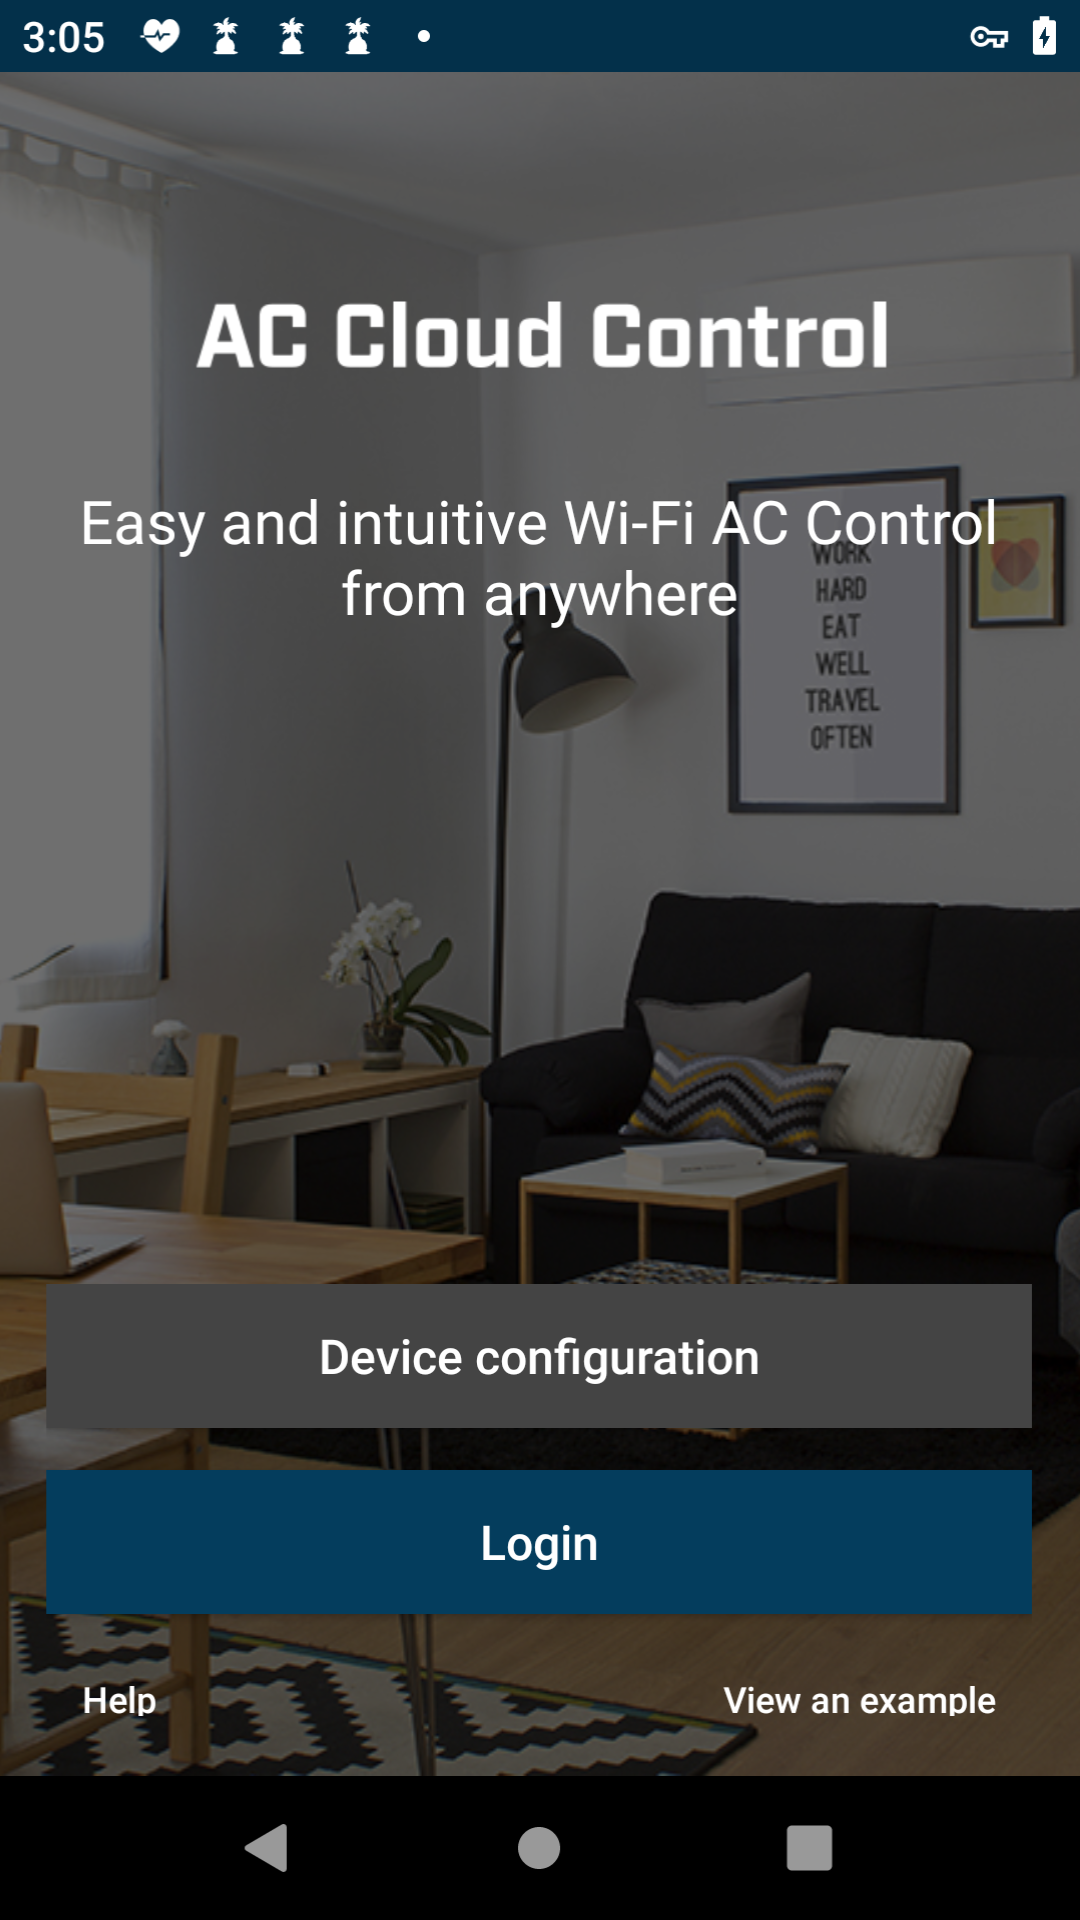 3:05
AC Cloud Control
Easy and intuitive Wi-Fi AC Control
from anywhere
WORK
HARD
EAT
WELL
TRAVEL
OFTEN
Device configuration
Login
Help
View an example